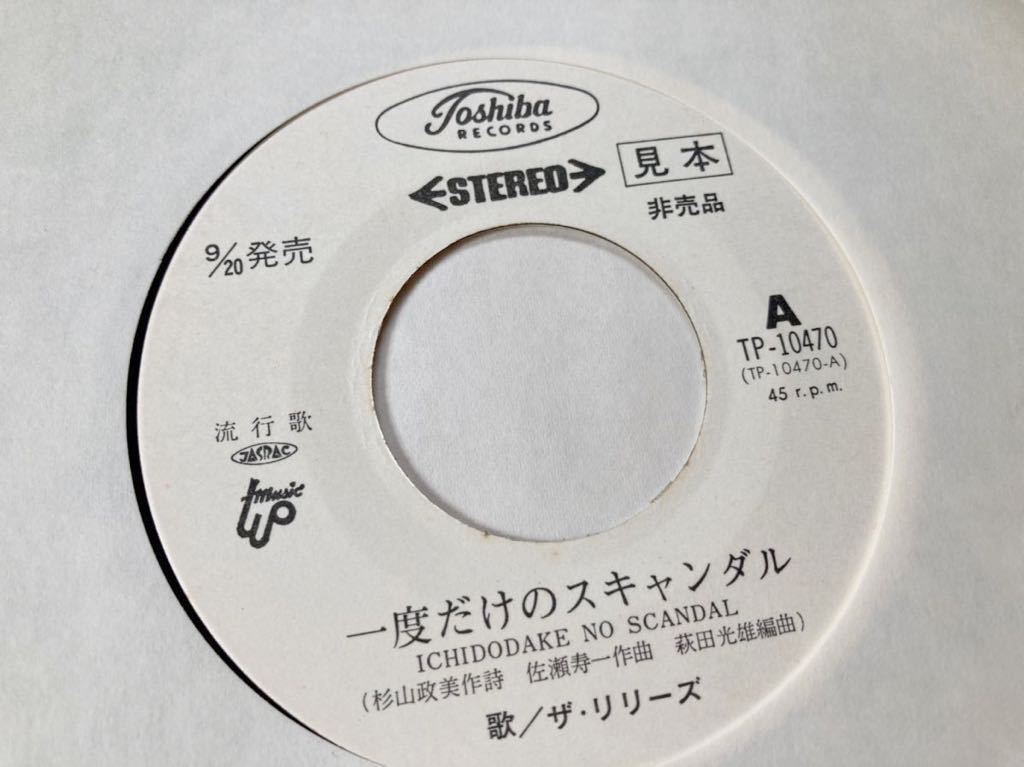 Toshiba
RECORDS
STEREO
見本
非売品
9/20発売
A
TP-10470
(TP-10470-A)
45 r.p.m.
流行歌
JASRAC
music
up
一度だけのスキャンダル
ICHIDODAKE NO SCANDAL
(杉山政美作詩 佐瀬寿一作曲 萩田光雄編曲)
歌/ザ・リリーズ